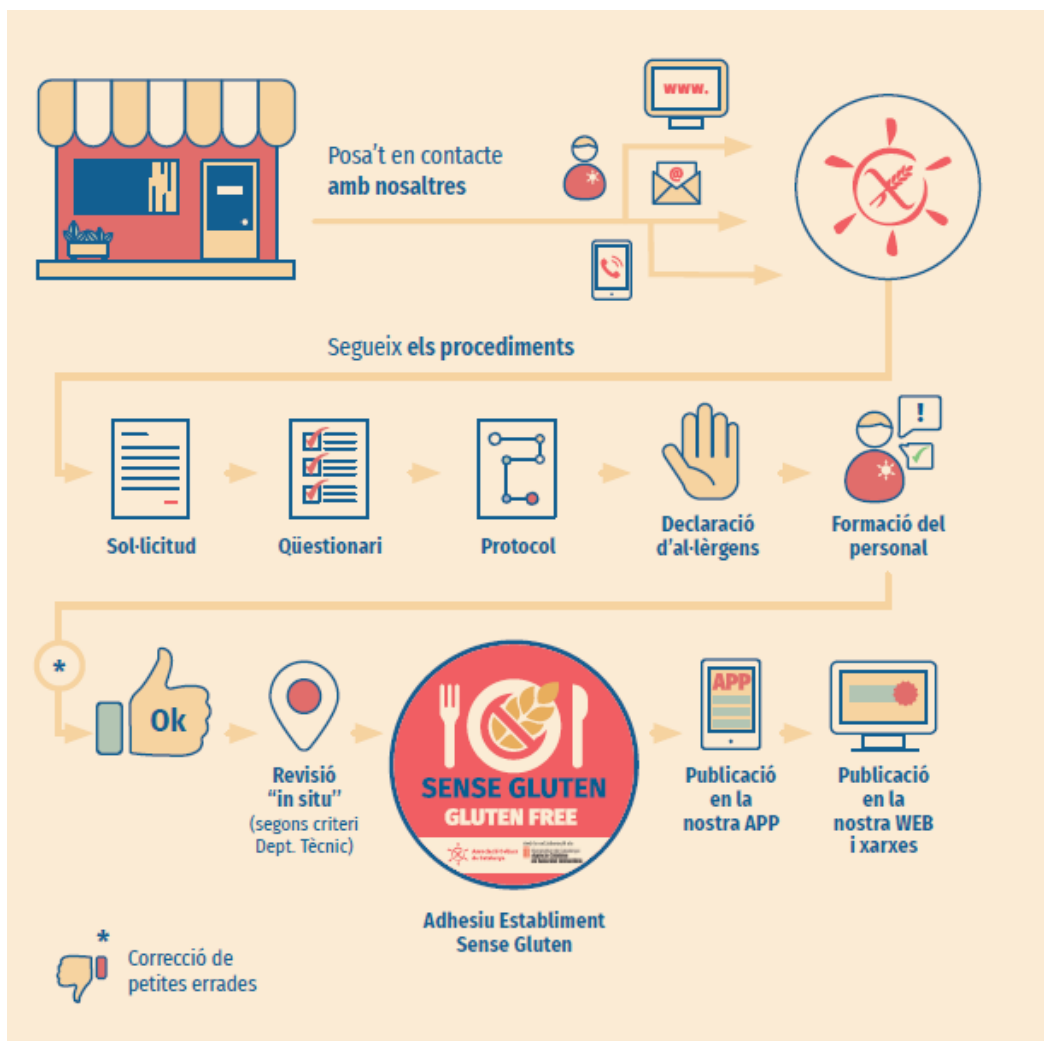 www.
Posa't en contacte
amb nosaltres
@
Segueix els procediments
!
Sol·licitud
Qüestionari
Protocol
Declaració
d'al·lèrgens
Formació del
personal
*
Ok
Revisió
"in situ"
(segons criteri
Dept. Tècnic)
SENSE GLUTEN
GLUTEN FREE
Adhesiu Establiment
Sense Gluten
APP
Publicació
en la
nostra APP
Publicació
en la
nostra WEB
i xarxes
*
Correcció de
petites errades